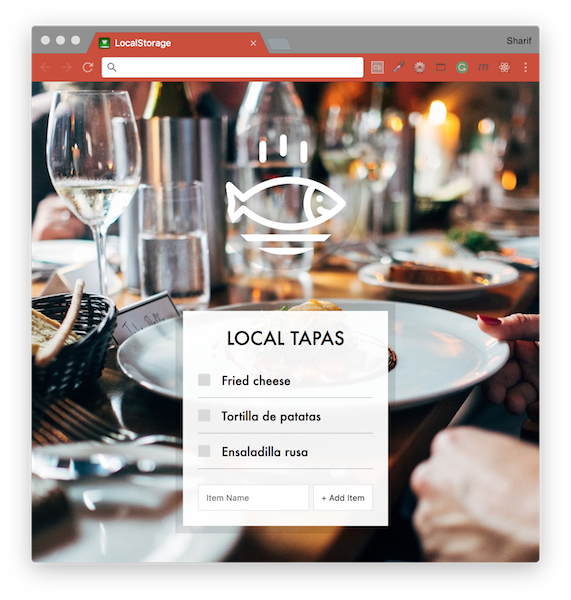 LocalStorage
Sharif
LOCAL TAPAS
Fried cheese
Tortilla de patatas
Ensaladilla rusa
Item Name
+ Add Item